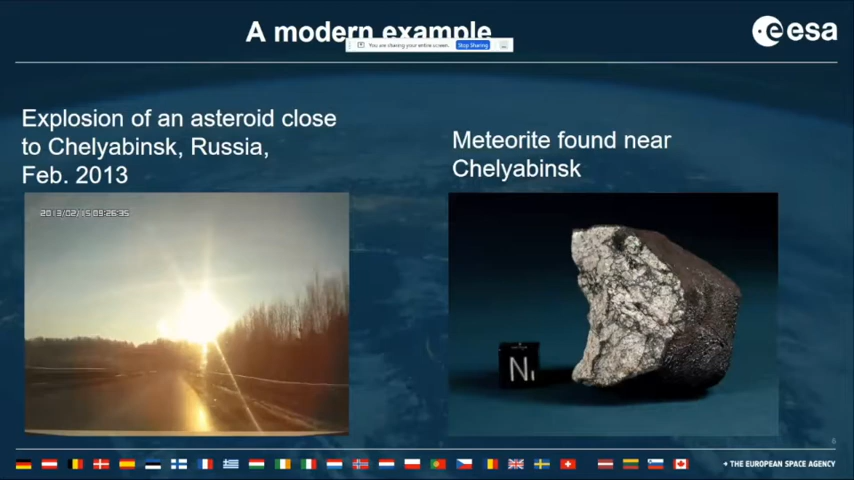 A modern example
esa
You are sharing your entire screen.
Stop Sharing
Explosion of an asteroid close
to Chelyabinsk, Russia,
Feb. 2013
Meteorite found near
Chelyabinsk
2013/02/15 09:26:35
N
6
→ THE EUROPEAN SPACE AGENCY